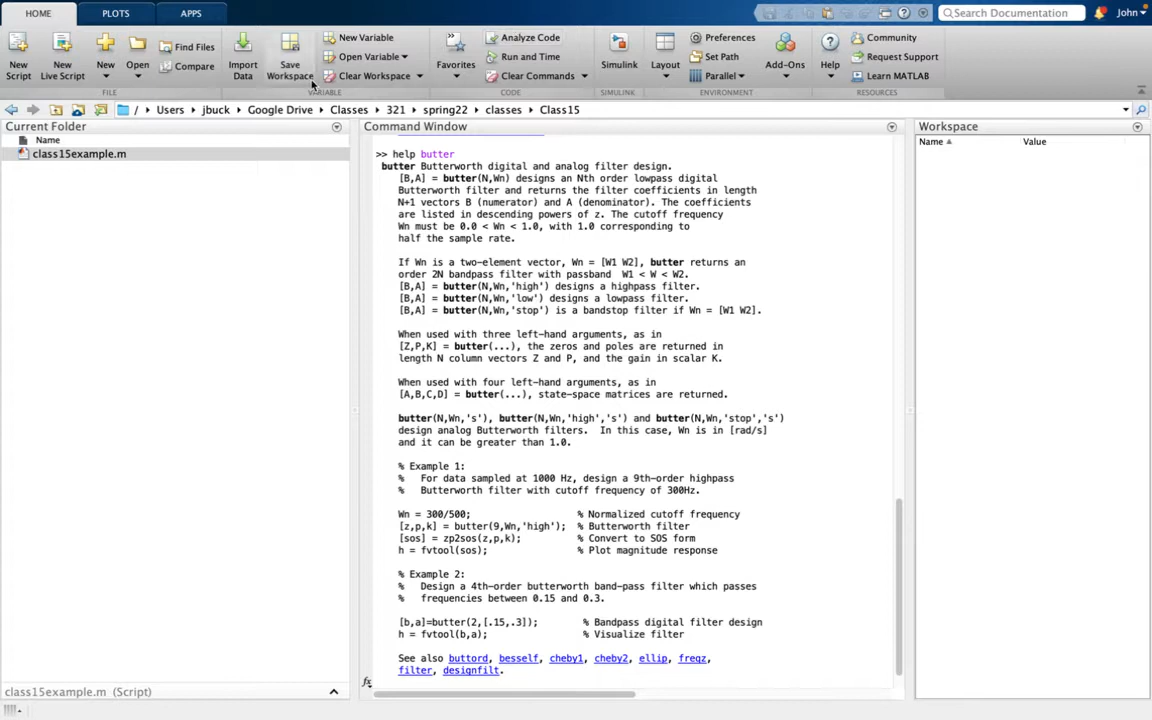 HOME PLOTS APPS
Search Documentation John
New Script
New Live Script
New
Open
Find Files
Compare
Import Data
Save Workspace
New Variable
Open Variable
Clear Workspace
Favorites
Analyze Code
Run and Time
Clear Commands
Simulink
Layout
Preferences
Set Path
Parallel
Add-Ons
Help
Community
Request Support
Learn MATLAB
FILE VARIABLE CODE SIMULINK ENVIRONMENT RESOURCES
/ Users jbuck Google Drive Classes 321 spring22 classes Class15
Current Folder
Name
class15example.m
class15example.m (Script)
Command Window
>> help butter
butter Butterworth digital and analog filter design.
[B,A] = butter(N,Wn) designs an Nth order lowpass digital
Butterworth filter and returns the filter coefficients in length
N+1 vectors B (numerator) and A (denominator). The coefficients
are listed in descending powers of z. The cutoff frequency
Wn must be 0.0 < Wn < 1.0, with 1.0 corresponding to
half the sample rate.
If Wn is a two-element vector, Wn = [W1 W2], butter returns an
order 2N bandpass filter with passband  W1 < W < W2.
[B,A] = butter(N,Wn,'high') designs a highpass filter.
[B,A] = butter(N,Wn,'low') designs a lowpass filter.
[B,A] = butter(N,Wn,'stop') is a bandstop filter if Wn = [W1 W2].
When used with three left-hand arguments, as in
[Z,P,K] = butter(...), the zeros and poles are returned in
length N column vectors Z and P, and the gain in scalar K.
When used with four left-hand arguments, as in
[A,B,C,D] = butter(...), state-space matrices are returned.
butter(N,Wn,'s'), butter(N,Wn,'high','s') and butter(N,Wn,'stop','s')
design analog Butterworth filters.  In this case, Wn is in [rad/s]
and it can be greater than 1.0.
% Example 1:
%   For data sampled at 1000 Hz, design a 9th-order highpass
%   Butterworth filter with cutoff frequency of 300Hz.
Wn = 300/500; % Normalized cutoff frequency
[z,p,k] = butter(9,Wn,'high'); % Butterworth filter
[sos] = zp2sos(z,p,k); % Convert to SOS form
h = fvtool(sos); % Plot magnitude response
% Example 2:
%   Design a 4th-order butterworth band-pass filter which passes
%   frequencies between 0.15 and 0.3.
[b,a]=butter(2,[.15,.3]); % Bandpass digital filter design
h = fvtool(b,a); % Visualize filter
See also buttord, besself, cheby1, cheby2, ellip, freqz,
filter, designfilt.
fx
Workspace
Name Value